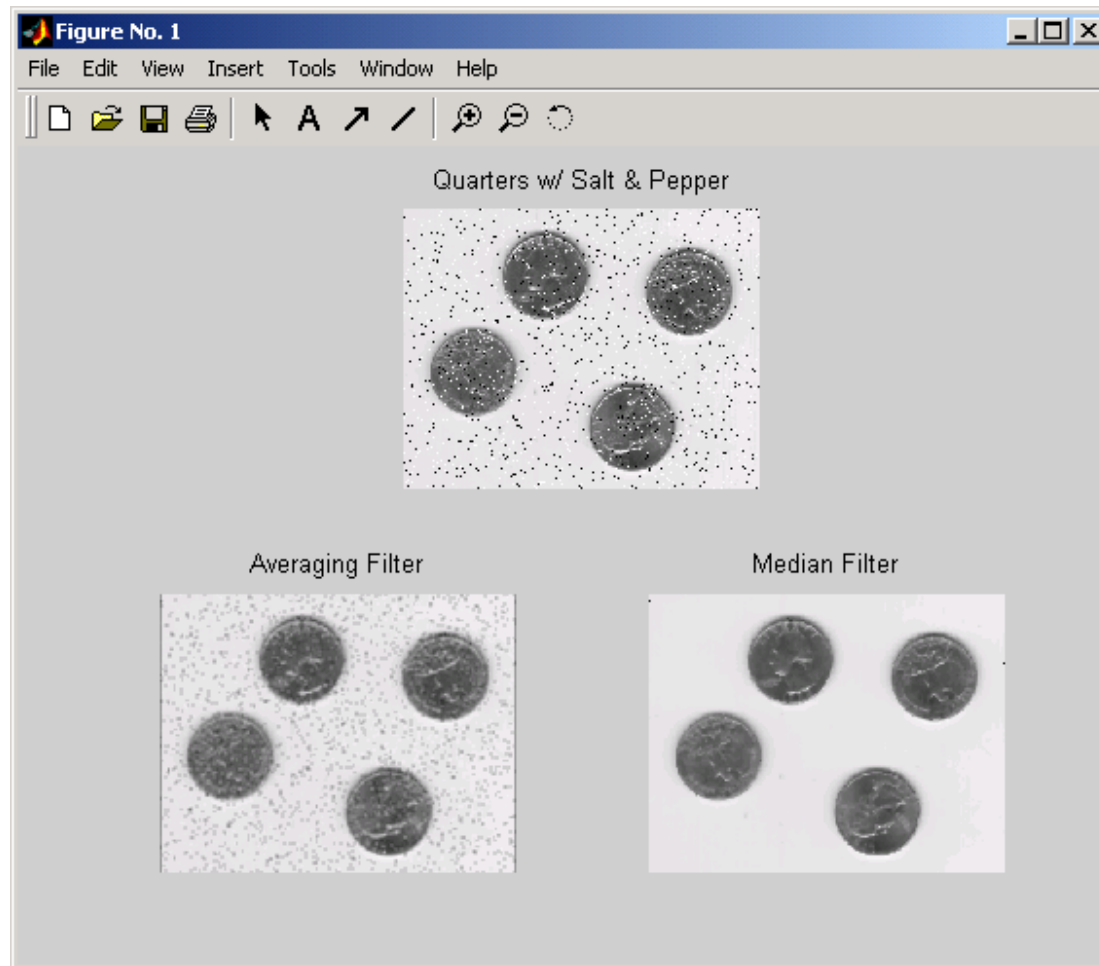 Figure No. 1
File Edit View Insert Tools Window Help
A
Quarters w/ Salt & Pepper
Averaging Filter
Median Filter